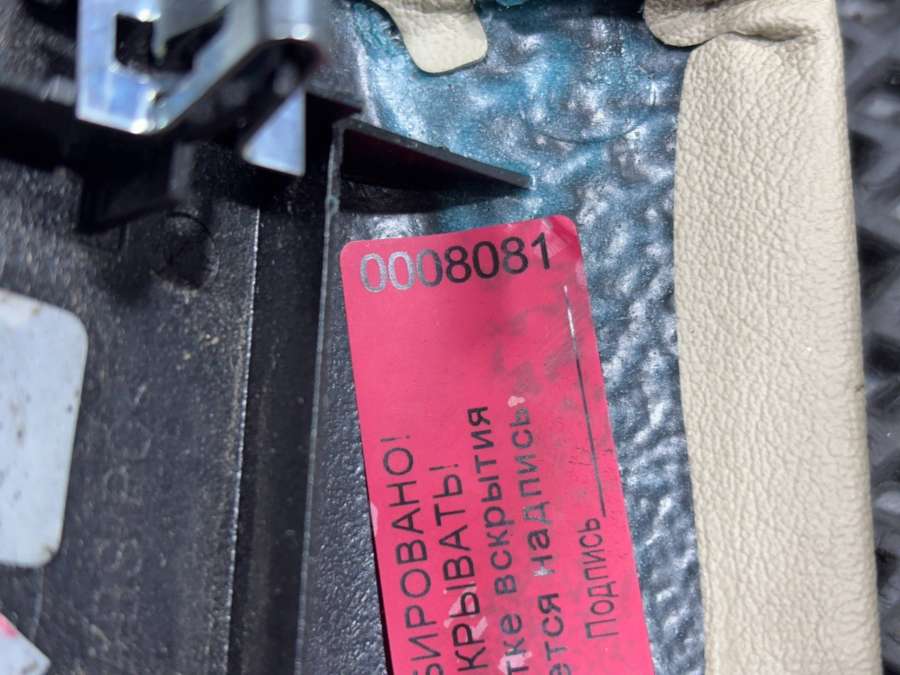 0008081
БИРОВАНО!
КРЫВАТЬ!
тке вскрытия
ется надпись
Подпись